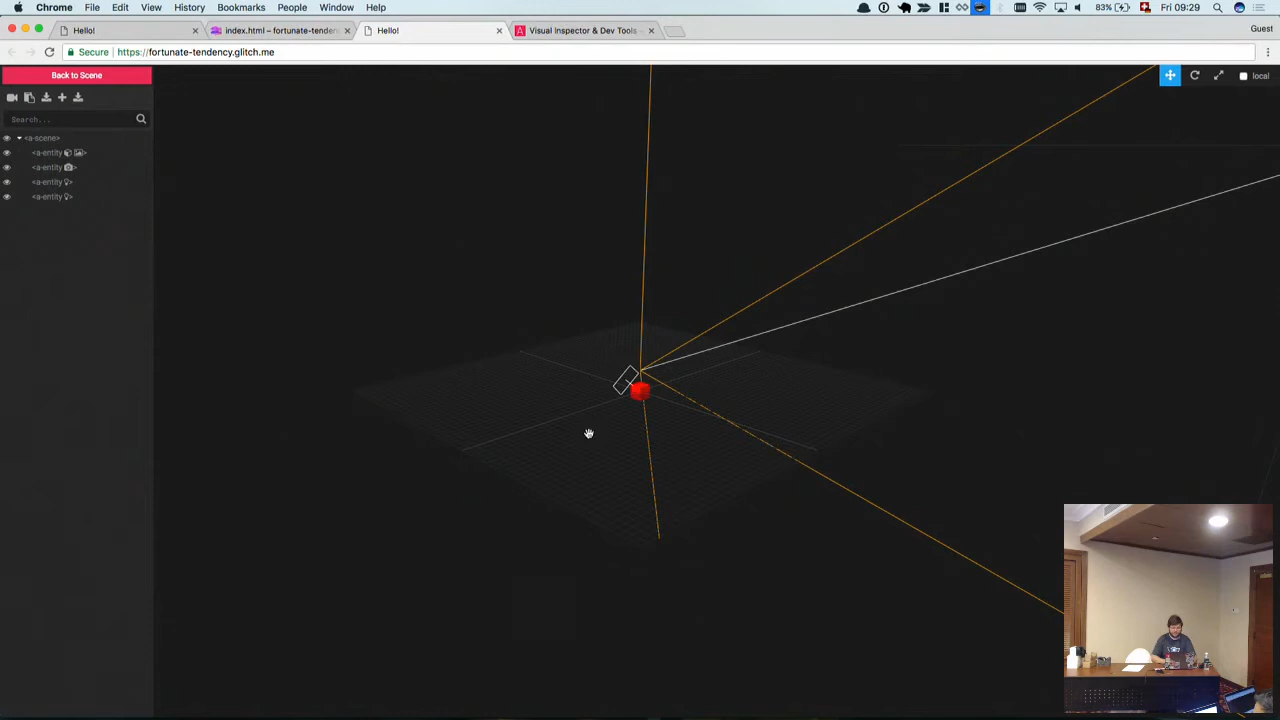 Chrome File Edit View History Bookmarks People Window Help 83% Fri 09:29
Hello! index.html – fortunate-tenden Hello! Visual Inspector & Dev Tools – Guest
Secure https://fortunate-tendency.glitch.me
Back to Scene local
Search...
<a-scene>
<a-entity >
<a-entity >
<a-entity >
<a-entity >